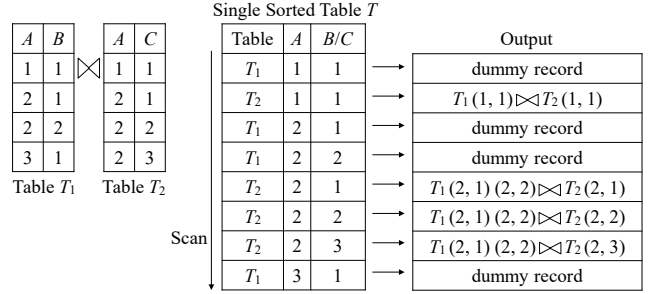 Single Sorted Table T
A B A C Table A B/C Output
1 1 ⋈ 1 1 T1 1 1 → dummy record
2 1 2 1 T2 1 1 → T1 (1, 1)⋈T2 (1, 1)
2 2 2 2 T1 2 1 → dummy record
3 1 2 3 T1 2 2 → dummy record
Table T1 Table T2 T2 2 1 → T1 (2, 1) (2, 2)⋈T2 (2, 1)
T2 2 2 → T1 (2, 1) (2, 2)⋈T2 (2, 2)
Scan T2 2 3 → T1 (2, 1) (2, 2)⋈T2 (2, 3)
T1 3 1 → dummy record